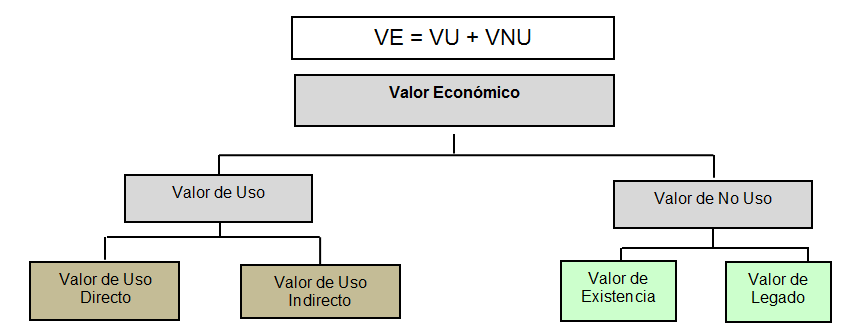 VE = VU + VNU
Valor Económico
Valor de Uso
Valor de No Uso
Valor de Uso
Directo
Valor de Uso
Indirecto
Valor de
Existencia
Valor de
Legado